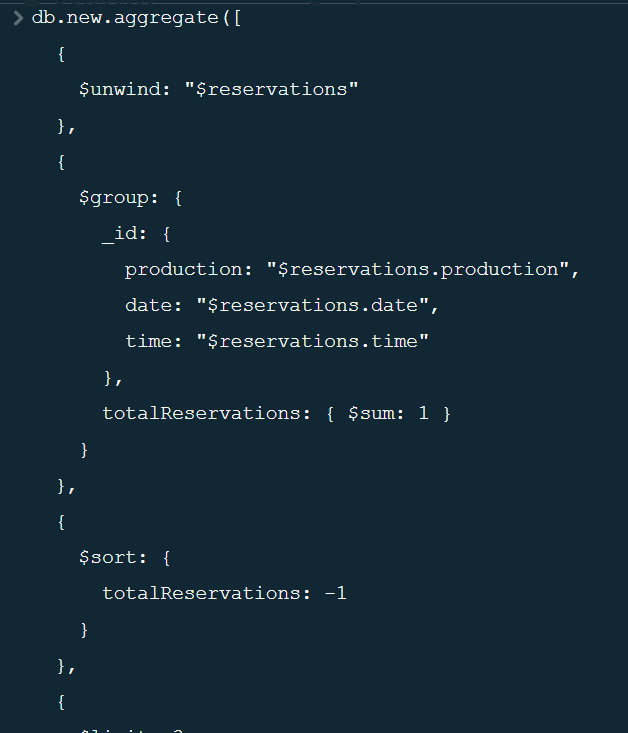 db.new.aggregate([
{
$unwind: "$reservations"
},
{
$group: {
_id: {
production: "$reservations.production",
date: "$reservations.date",
time: "$reservations.time"
},
totalReservations: { $sum: 1 }
}
},
{
$sort: {
totalReservations: -1
}
},
{